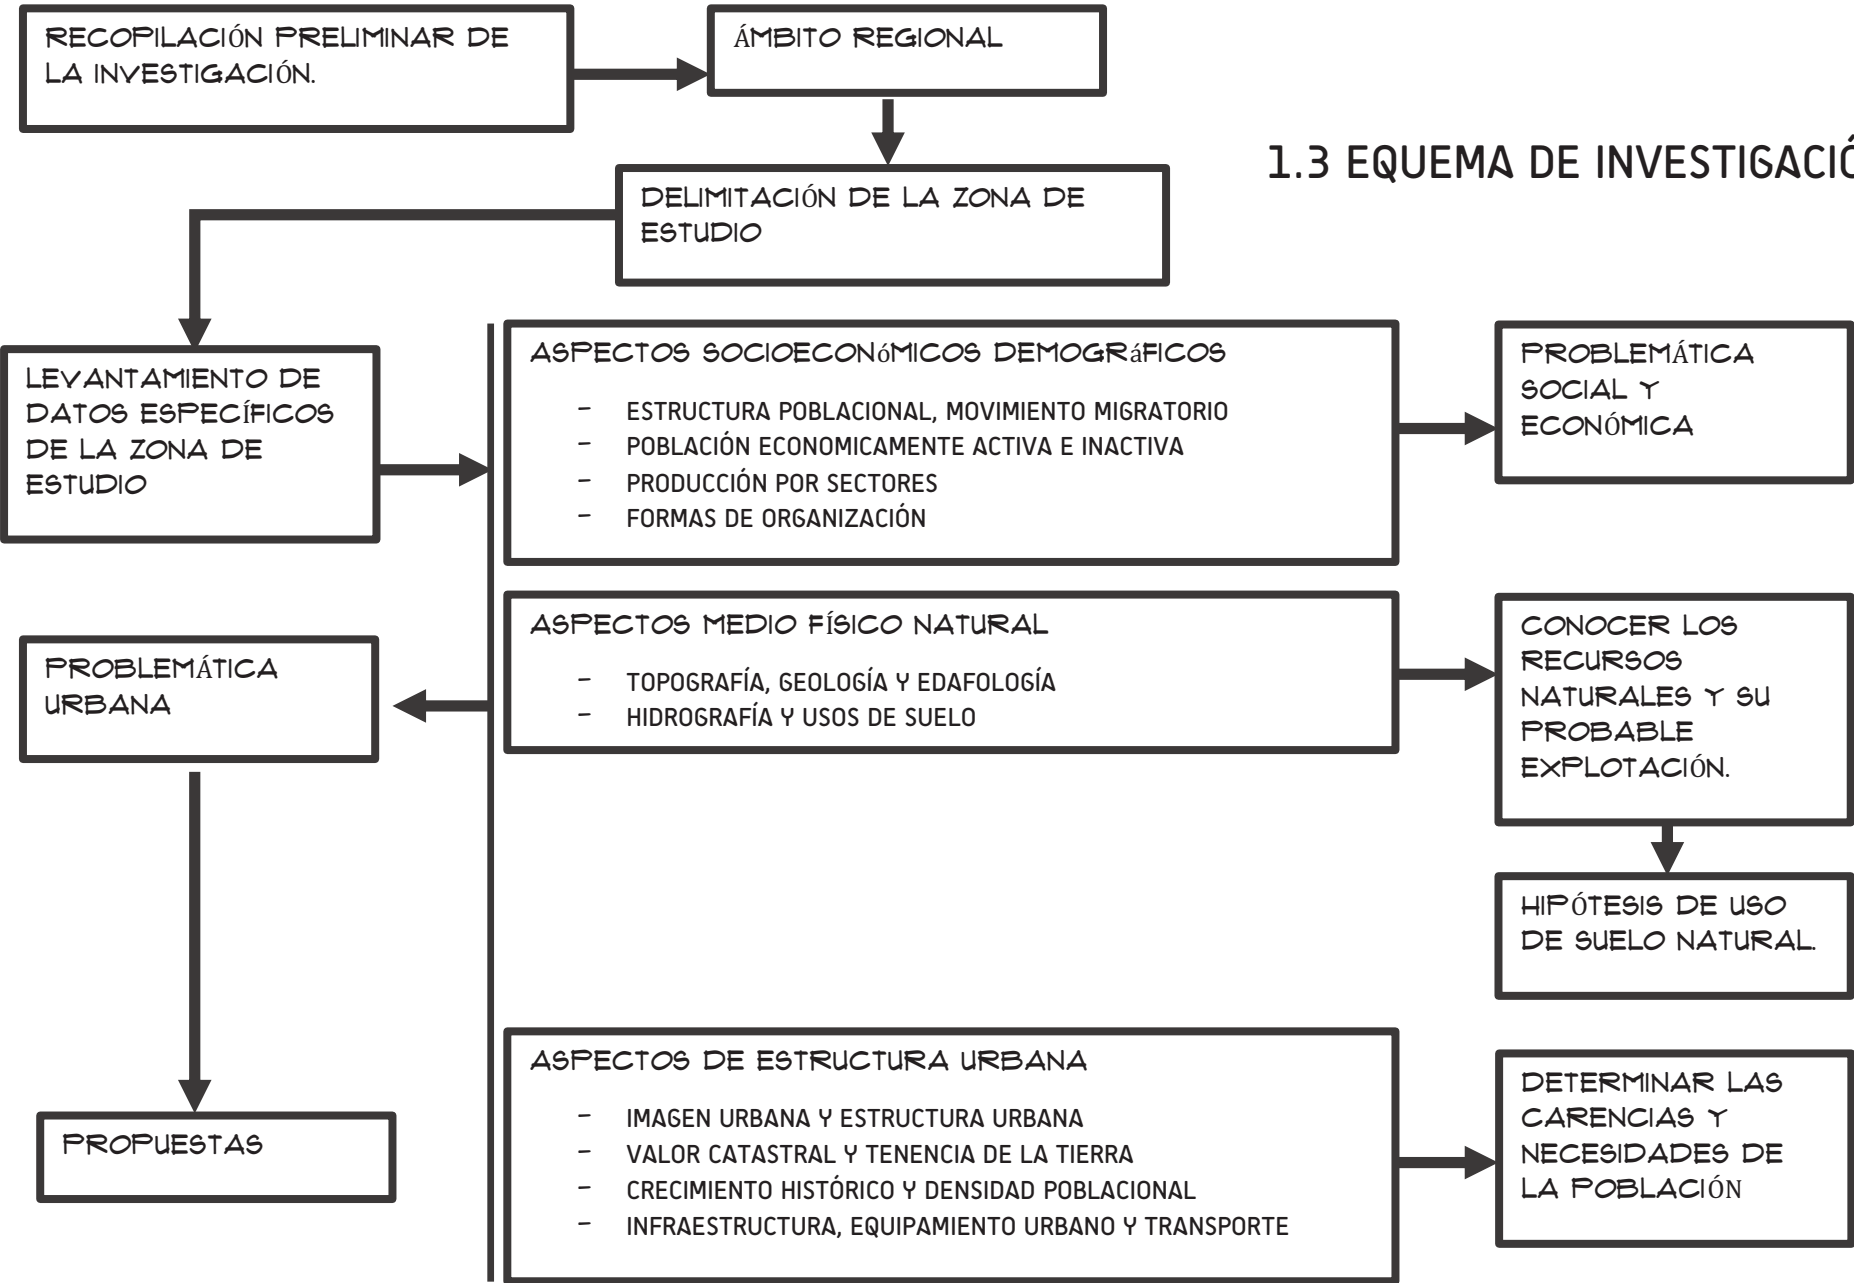 RECOPILACIÓN PRELIMINAR DE
LA INVESTIGACIÓN.
ÁMBITO REGIONAL
1.3 EQUEMA DE INVESTIGACIÓ
DELIMITACIÓN DE LA ZONA DE
ESTUDIO
LEVANTAMIENTO DE
DATOS ESPECÍFICOS
DE LA ZONA DE
ESTUDIO
ASPECTOS SOCIOECONóMICOS DEMOGRáFICOS
- ESTRUCTURA POBLACIONAL, MOVIMIENTO MIGRATORIO
- POBLACIÓN ECONOMICAMENTE ACTIVA E INACTIVA
- PRODUCCIÓN POR SECTORES
- FORMAS DE ORGANIZACIÓN
PROBLEMÁTICA
SOCIAL Y
ECONÓMICA
PROBLEMÁTICA
URBANA
ASPECTOS MEDIO FÍSICO NATURAL
- TOPOGRAFÍA, GEOLOGÍA Y EDAFOLOGÍA
- HIDROGRAFÍA Y USOS DE SUELO
CONOCER LOS
RECURSOS
NATURALES Y SU
PROBABLE
EXPLOTACIÓN.
HIPÓTESIS DE USO
DE SUELO NATURAL.
PROPUESTAS
ASPECTOS DE ESTRUCTURA URBANA
- IMAGEN URBANA Y ESTRUCTURA URBANA
- VALOR CATASTRAL Y TENENCIA DE LA TIERRA
- CRECIMIENTO HISTÓRICO Y DENSIDAD POBLACIONAL
- INFRAESTRUCTURA, EQUIPAMIENTO URBANO Y TRANSPORTE
DETERMINAR LAS
CARENCIAS Y
NECESIDADES DE
LA POBLACIÓN